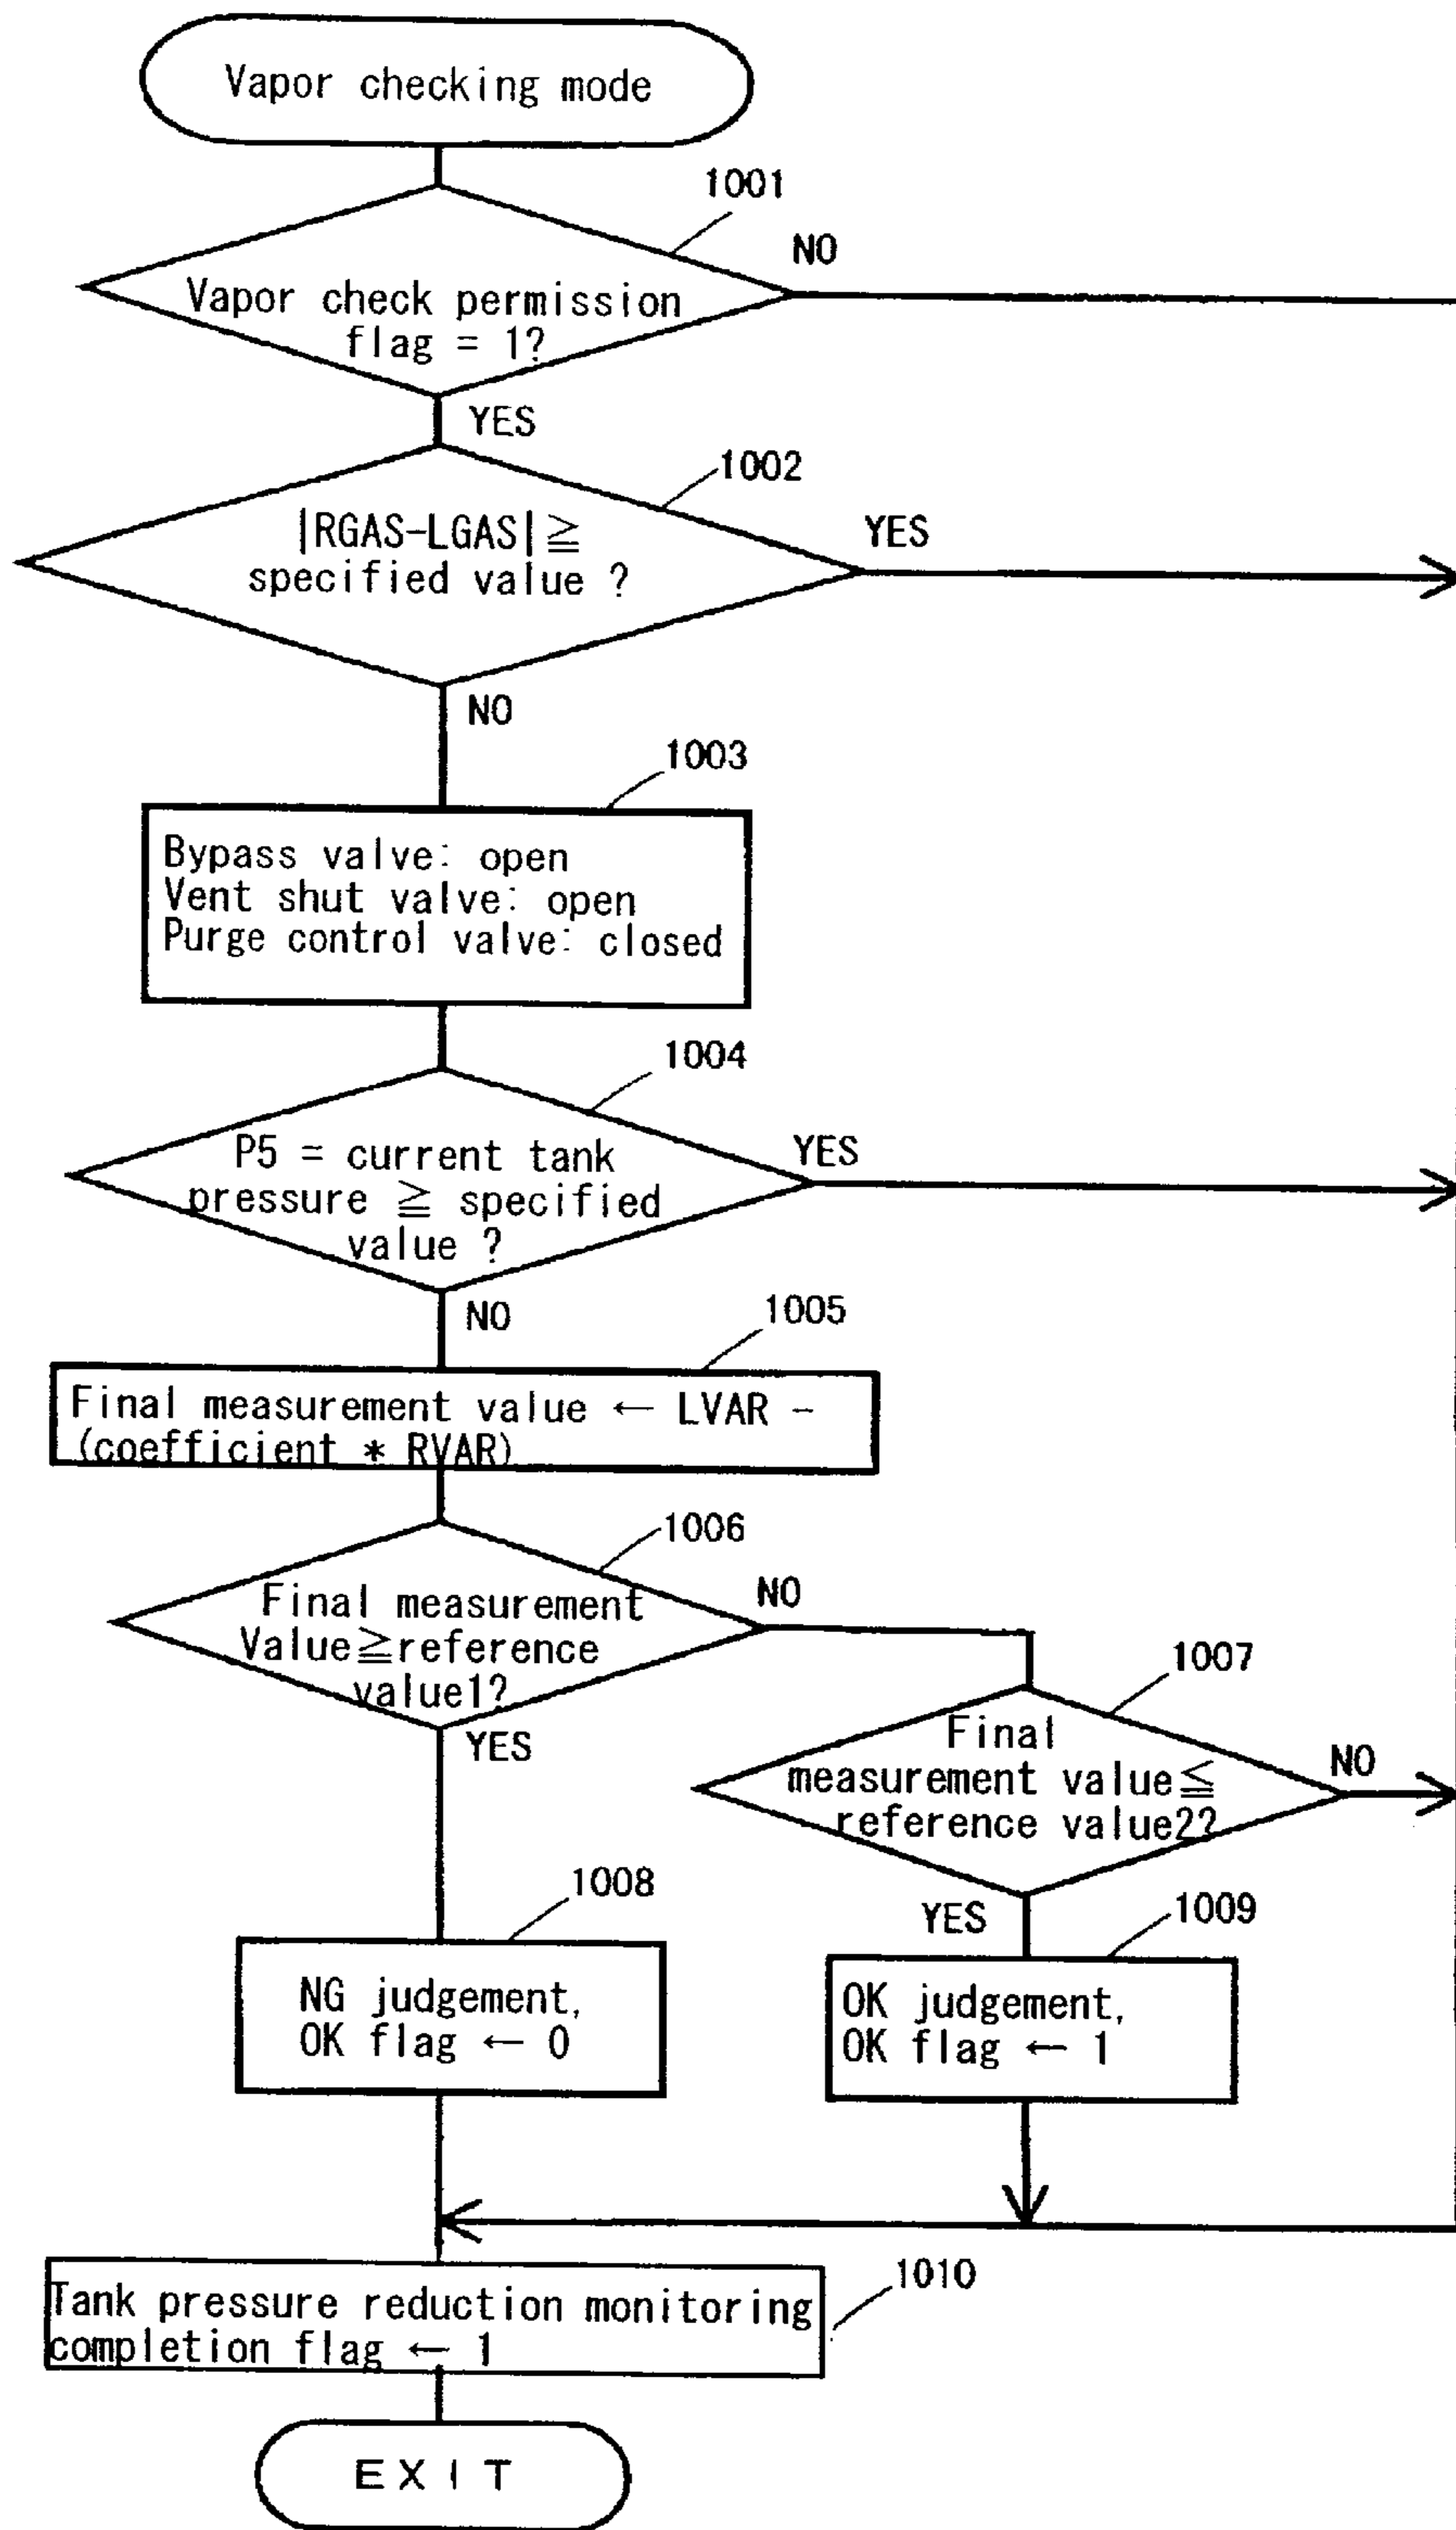 Vapor checking mode
1001
NO
Vapor check permission
flag = 1?
YES
1002
|RGAS-LGAS|≧
specified value ?
YES
NO
1003
Bypass valve: open
Vent shut valve: open
Purge control valve: closed
1004
P5 = current tank
pressure ≧ specified
value ?
YES
NO
1005
Final measurement value ← LVAR -
(coefficient * RVAR)
1006
Final measurement
Value≧reference
value1?
NO
YES
1007
Final
measurement value≦
reference value2?
NO
YES
1008
NG judgement,
OK flag ← 0
1009
OK judgement,
OK flag ← 1
1010
Tank pressure reduction monitoring
completion flag ← 1
EXIT